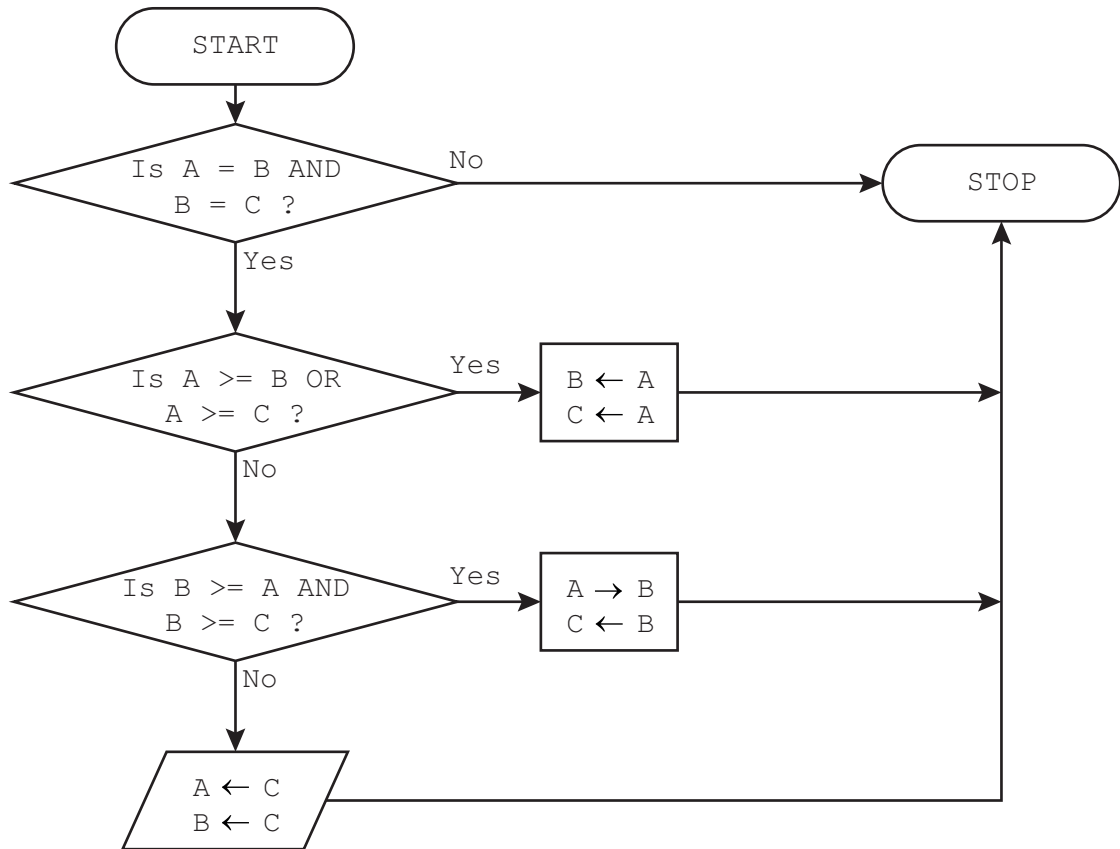 START
Is A = B AND
B = C ?
No
STOP
Yes
Is A >= B OR
A >= C ?
Yes
B ← A
C ← A
No
Is B >= A AND
B >= C ?
Yes
A → B
C ← B
No
A ← C
B ← C